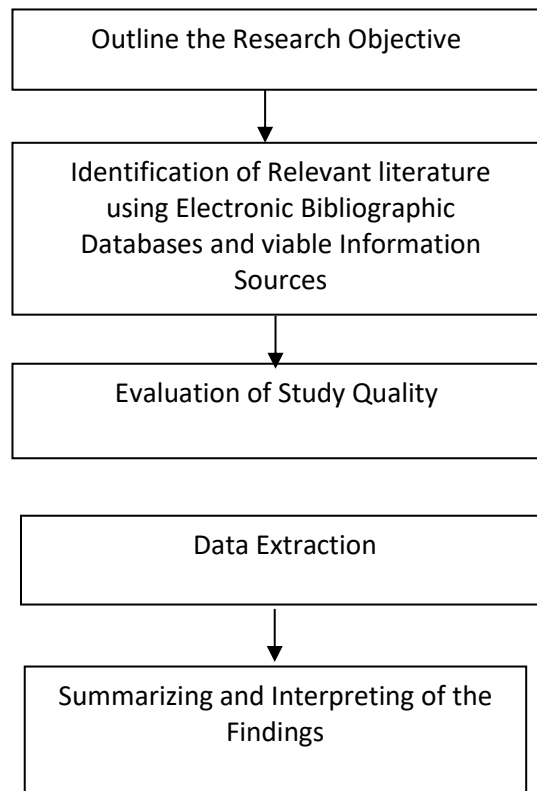 Outline the Research Objective
Identification of Relevant literature
using Electronic Bibliographic
Databases and viable Information
Sources
Evaluation of Study Quality
Data Extraction
Summarizing and Interpreting of the
Findings